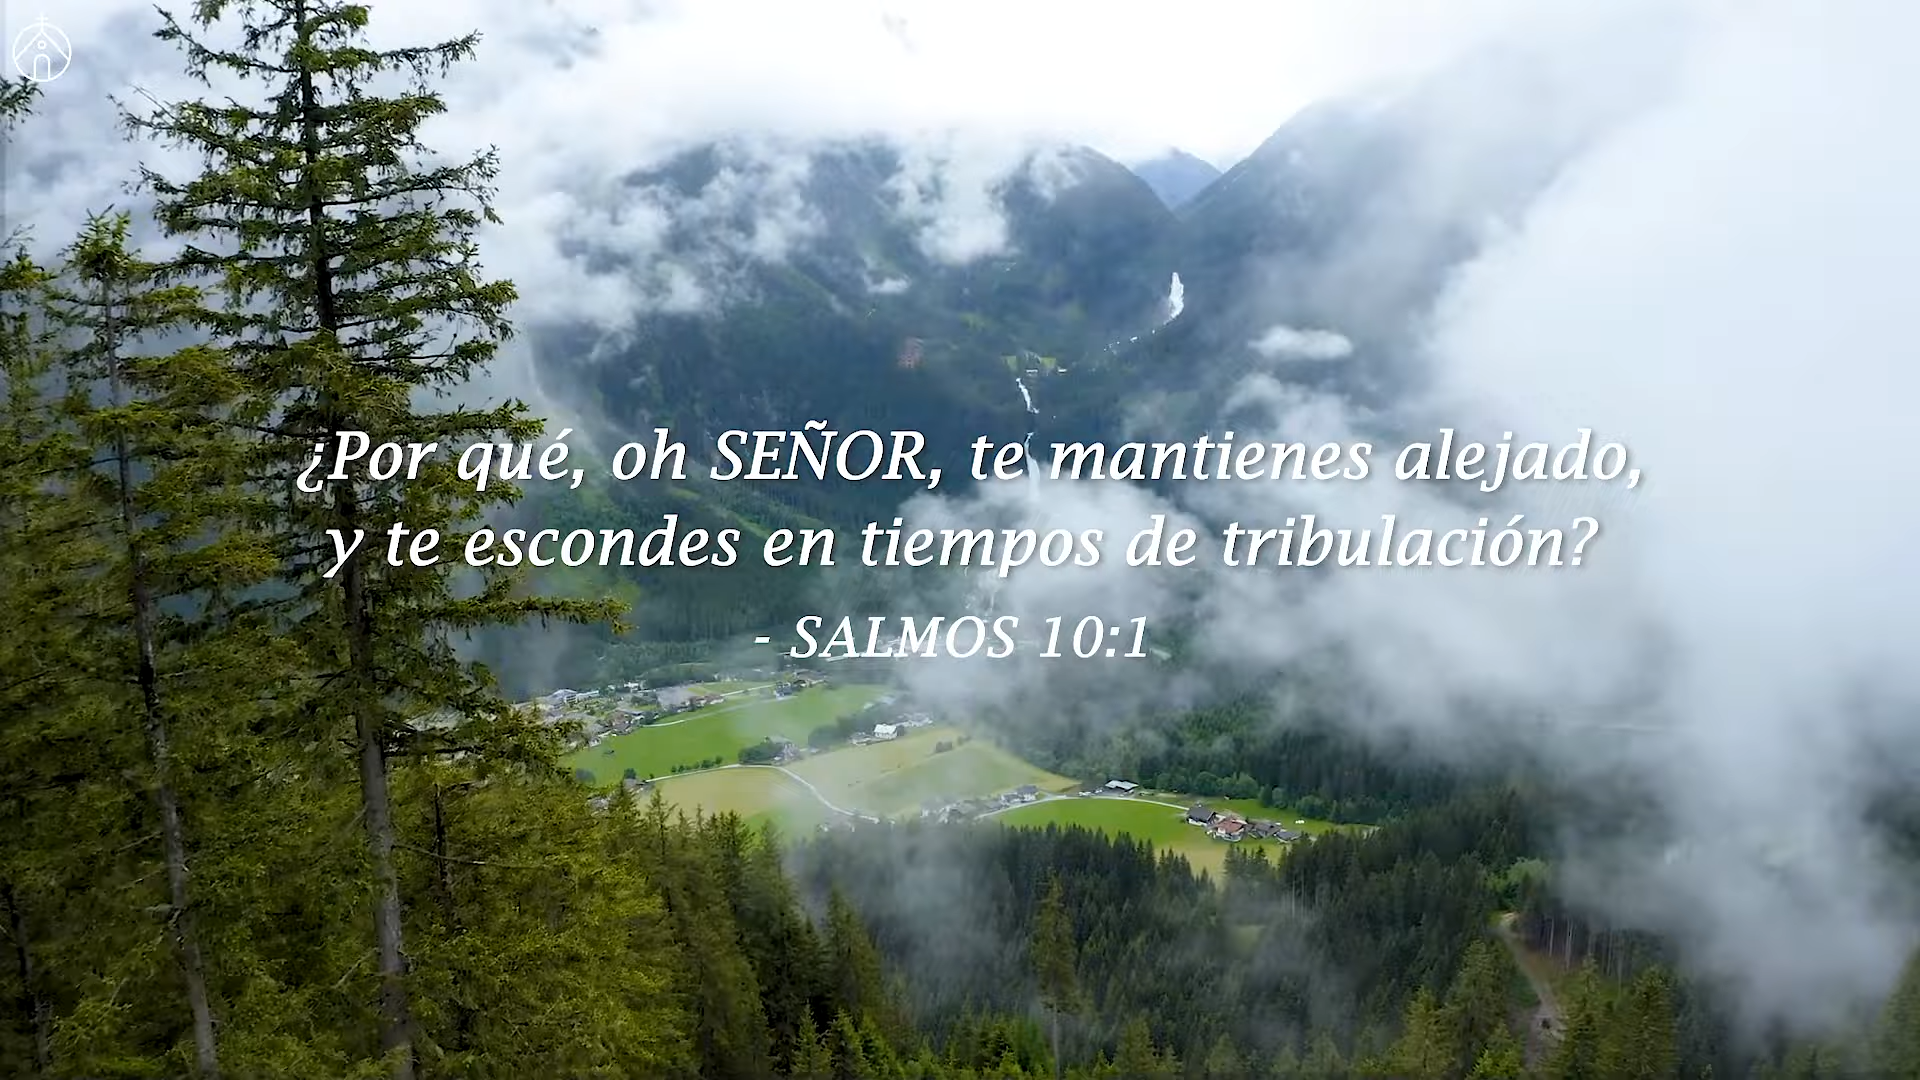 ¿Por qué, oh SEÑOR, te mantienes alejado,
y te escondes en tiempos de tribulación?
- SALMOS 10:1